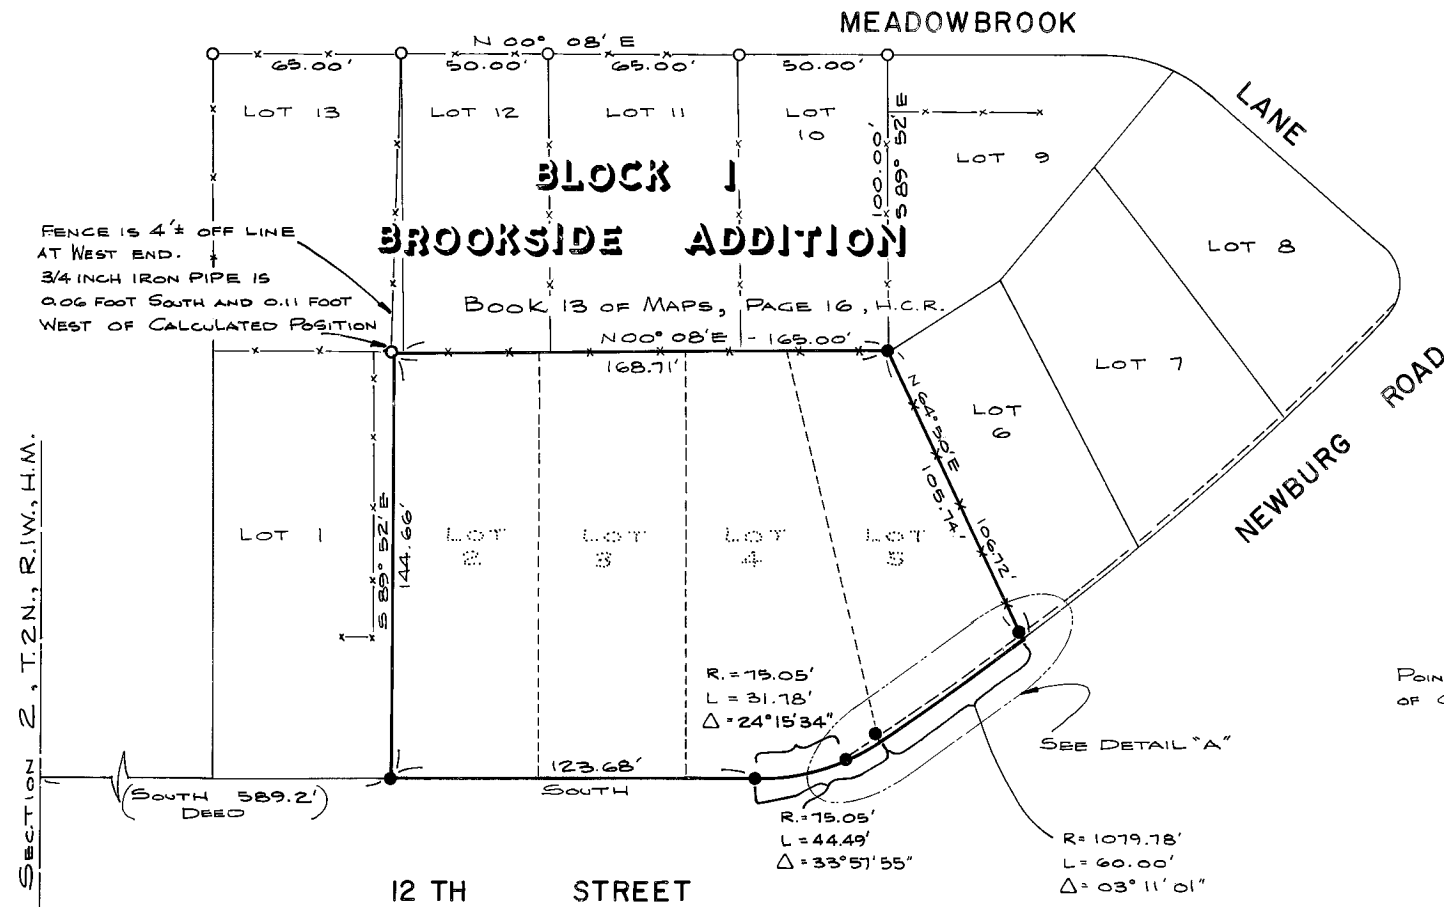 MEADOWBROOK
LANE
N 00° 08' E
65.00'
50.00'
65.00'
50.00'
LOT 13
LOT 12
LOT 11
LOT
10
100.00'
S 89° 52' E
LOT 9
BLOCK 1
BROOKSIDE ADDITION
BOOK 13 OF MAPS, PAGE 16, H.C.R.
FENCE IS 4'± OFF LINE
AT WEST END.
3/4 INCH IRON PIPE IS
0.06 FOOT SOUTH AND 0.11 FOOT
WEST OF CALCULATED POSITION
N00° 08'E - 165.00'
168.71'
LOT 8
LOT 7
LOT
6
NEWBURG ROAD
N 64° 50' E
105.74'
106.72'
SECTION 2, T.2N., R.1W., H.M.
LOT 1
S 89° 52' E
144.66'
LOT
2
LOT
3
LOT
4
LOT
5
R. = 75.05'
L = 31.78'
Δ = 24° 15' 34"
SEE DETAIL "A"
POIN
OF C
(SOUTH 589.2')
DEED
123.68'
SOUTH
R. = 75.05'
L = 44.49'
Δ = 33° 57' 55"
R = 1079.78'
L = 60.00'
Δ = 03° 11' 01"
12 TH STREET